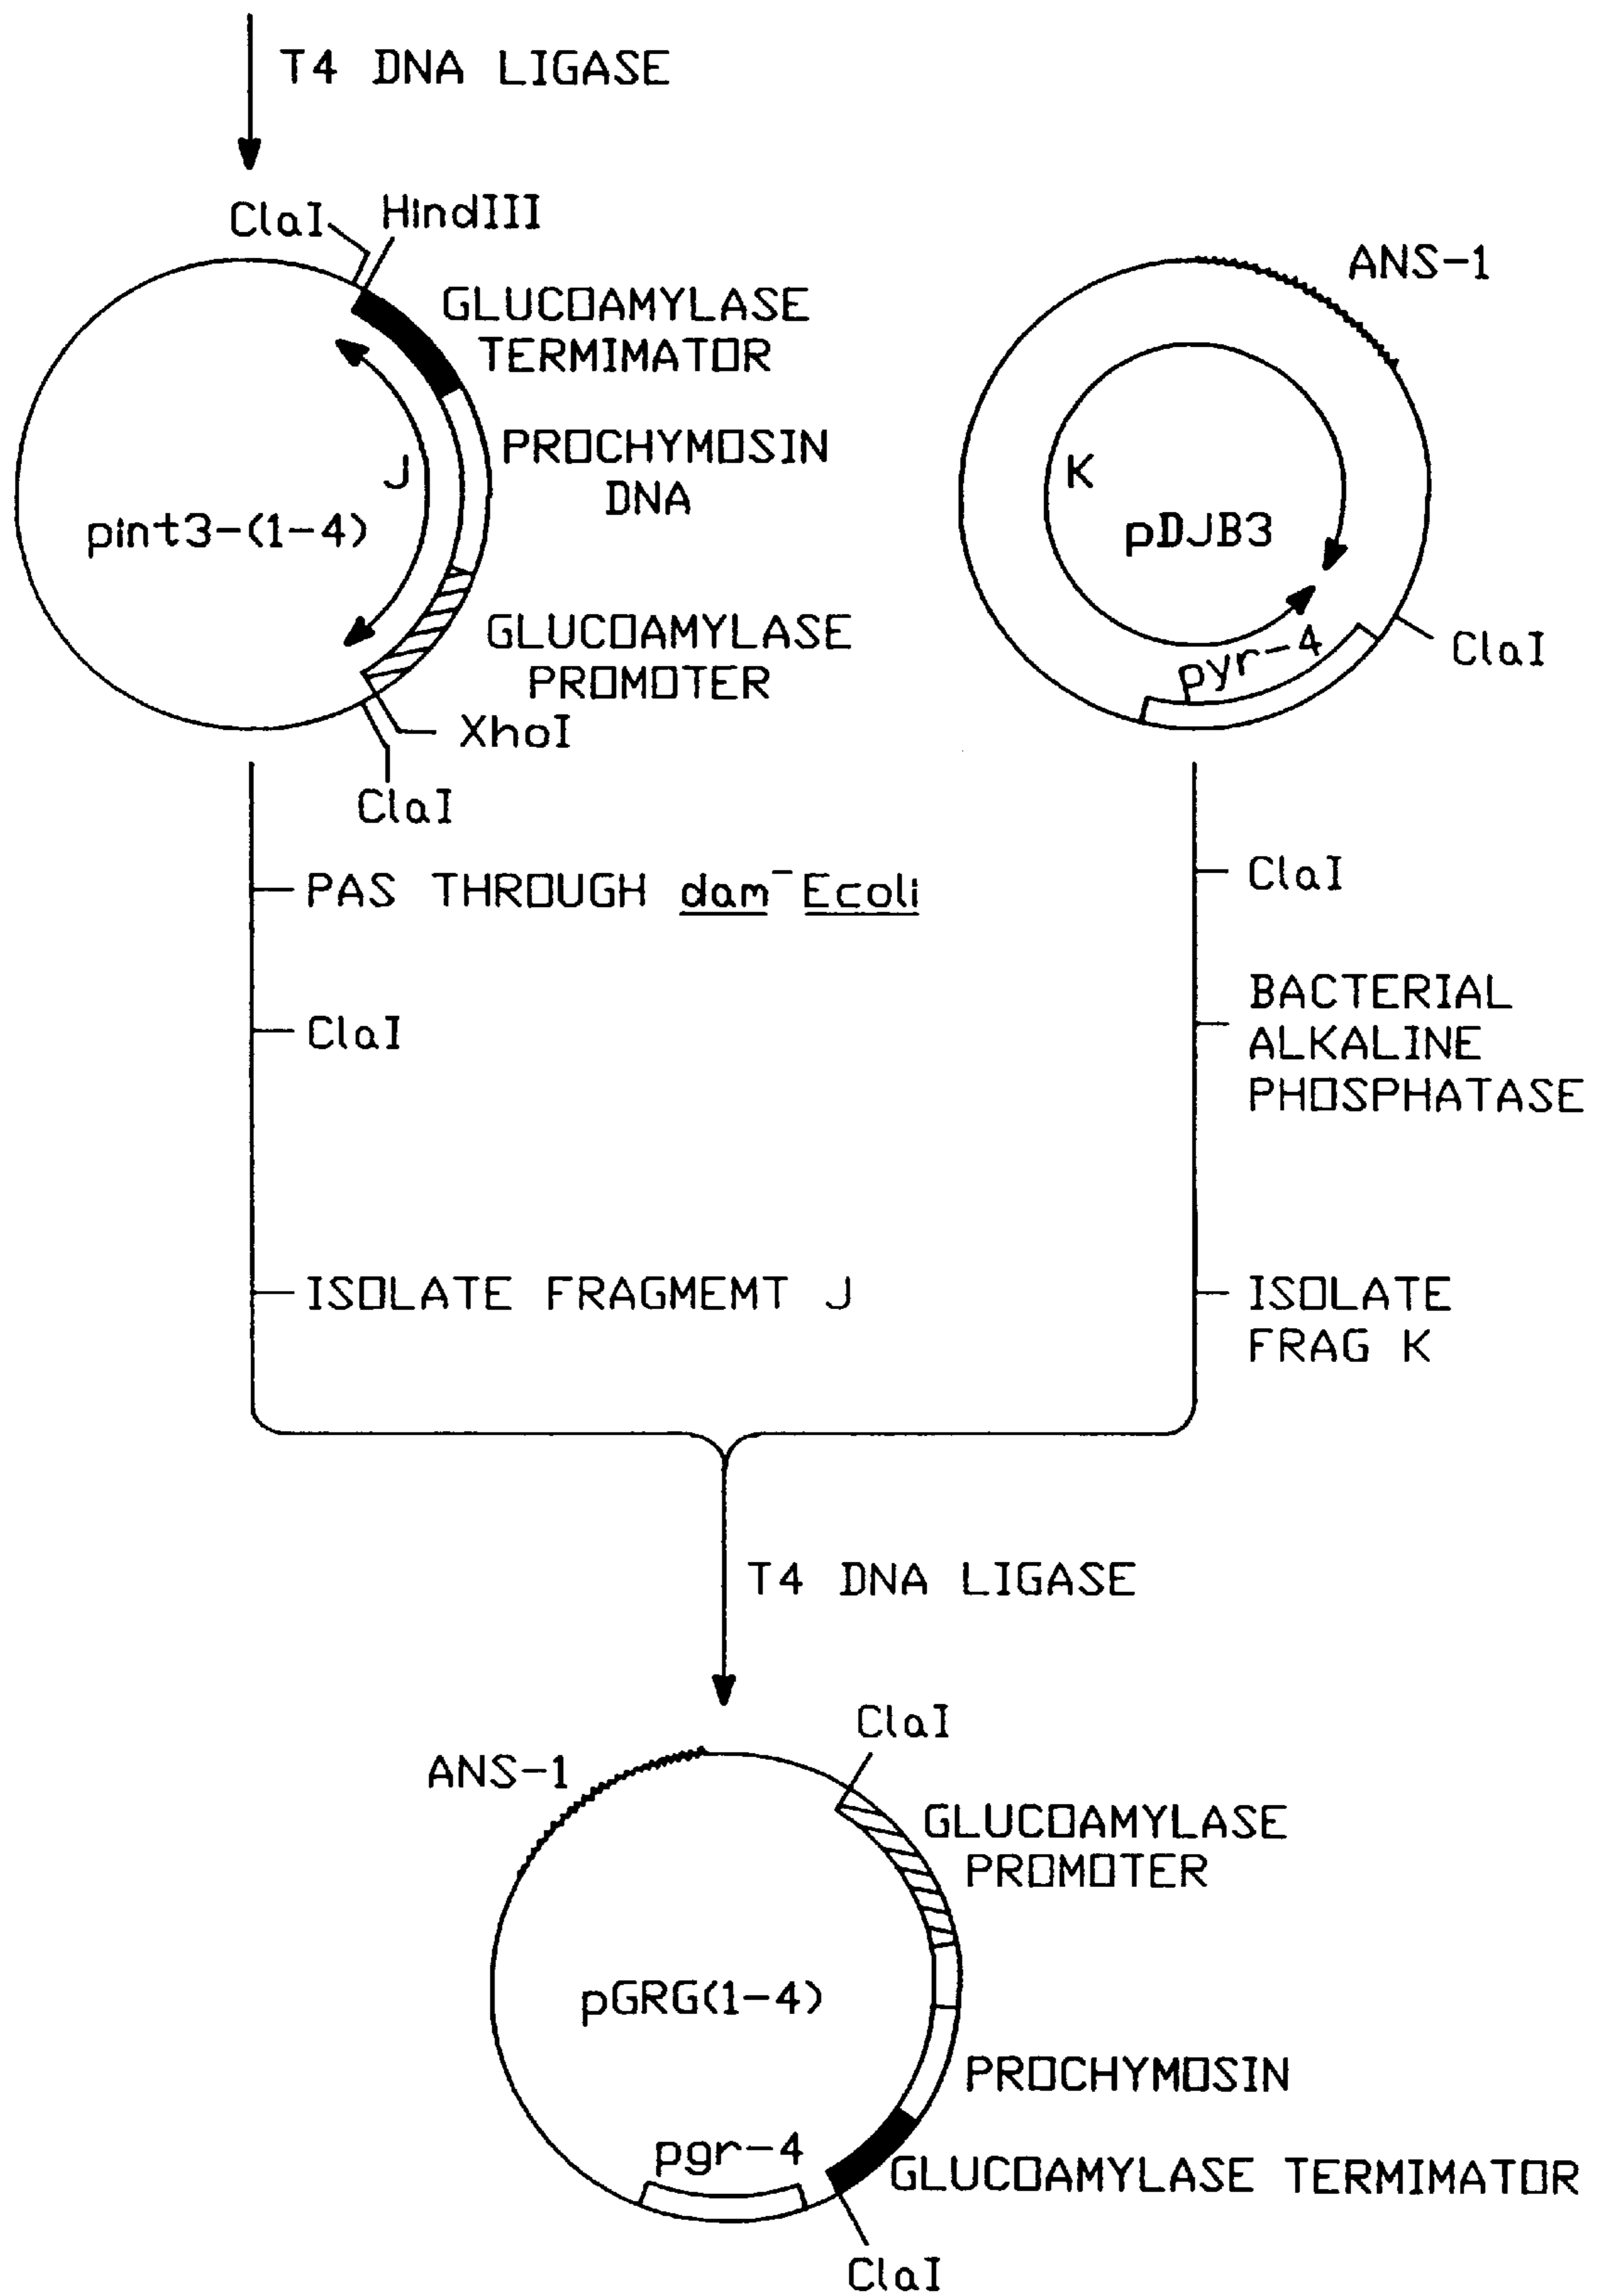 T4 DNA LIGASE
ClaI
HindIII
GLUCOAMYLASE
TERMIMATOR
PROCHYMOSIN
DNA
J
pint3-(1-4)
GLUCOAMYLASE
PROMOTER
XhoI
ClaI
ANS-1
K
pDJB3
pyr-4
ClaI
PAS THROUGH dam⁻ Ecoli
ClaI
ISOLATE FRAGMEMT J
ClaI
BACTERIAL
ALKALINE
PHOSPHATASE
ISOLATE
FRAG K
T4 DNA LIGASE
ClaI
ANS-1
GLUCOAMYLASE
PROMOTER
pGRG(1-4)
PROCHYMOSIN
pgr-4
GLUCOAMYLASE TERMIMATOR
ClaI